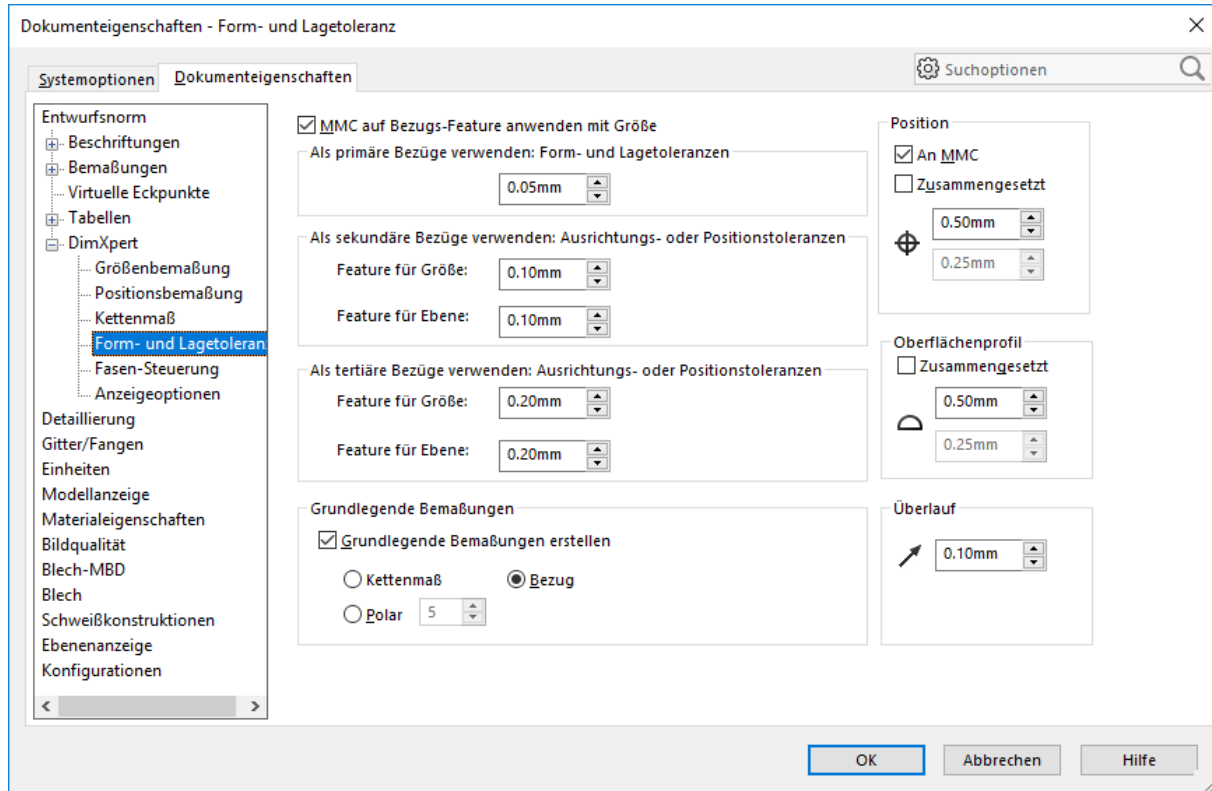 Dokumenteigenschaften - Form- und Lagetoleranz
Systemoptionen
Dokumenteigenschaften
Suchoptionen
Entwurfsnorm
Beschriftungen
Bemaßungen
Virtuelle Eckpunkte
Tabellen
DimXpert
Größenbemaßung
Positionsbemaßung
Kettenmaß
Form- und Lagetoleran
Fasen-Steuerung
Anzeigeoptionen
Detaillierung
Gitter/Fangen
Einheiten
Modellanzeige
Materialeigenschaften
Bildqualität
Blech-MBD
Blech
Schweißkonstruktionen
Ebenenanzeige
Konfigurationen
MMC auf Bezugs-Feature anwenden mit Größe
Als primäre Bezüge verwenden: Form- und Lagetoleranzen
0.05mm
Als sekundäre Bezüge verwenden: Ausrichtungs- oder Positionstoleranzen
Feature für Größe: 0.10mm
Feature für Ebene: 0.10mm
Als tertiäre Bezüge verwenden: Ausrichtungs- oder Positionstoleranzen
Feature für Größe: 0.20mm
Feature für Ebene: 0.20mm
Grundlegende Bemaßungen
Grundlegende Bemaßungen erstellen
Kettenmaß Bezug
Polar 5
Position
An MMC
Zusammengesetzt
0.50mm
0.25mm
Oberflächenprofil
Zusammengesetzt
0.50mm
0.25mm
Überlauf
0.10mm
OK Abbrechen Hilfe